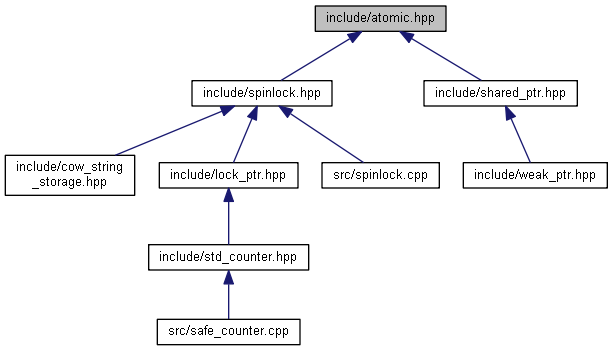 include/atomic.hpp
include/spinlock.hpp
include/shared_ptr.hpp
include/cow_string
_storage.hpp
include/lock_ptr.hpp
src/spinlock.cpp
include/weak_ptr.hpp
include/std_counter.hpp
src/safe_counter.cpp